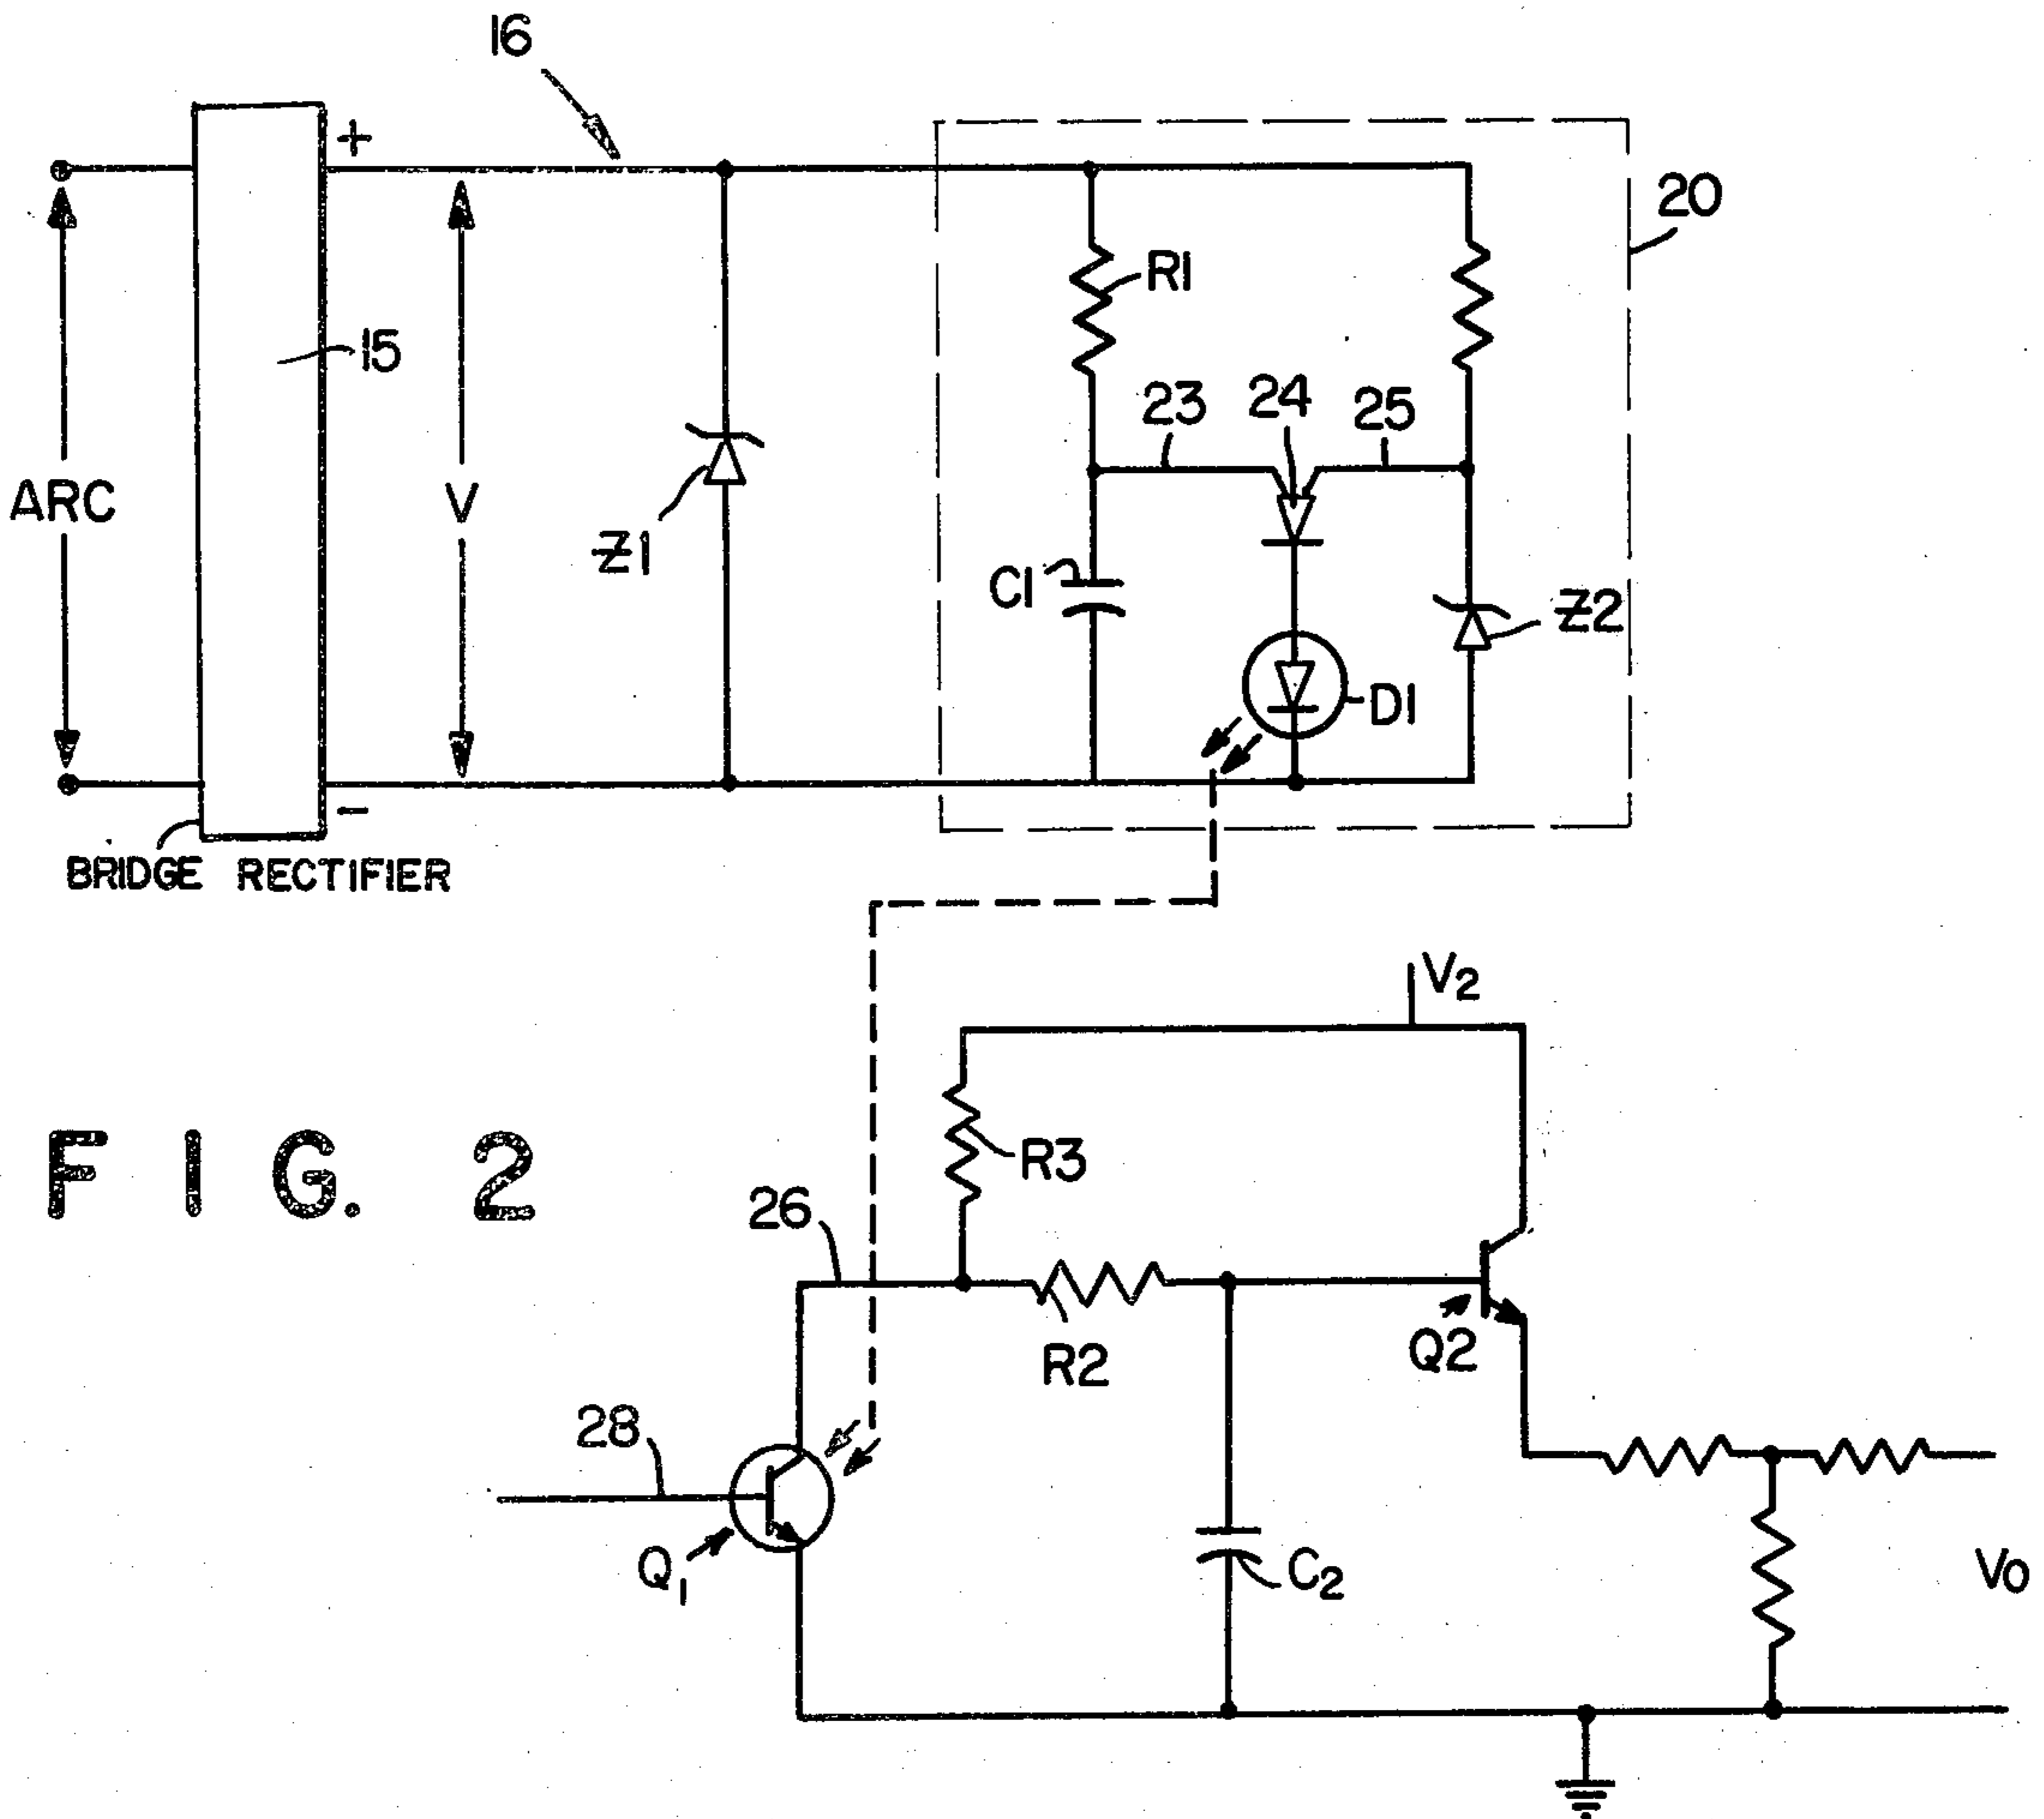 16
+
20
R1
15
23 24 25
ARC
V
Z1
C1
Z2
D1
−
BRIDGE RECTIFIER
V2
FIG. 2
R3
26
R2
Q2
28
Q1
C2
Vo